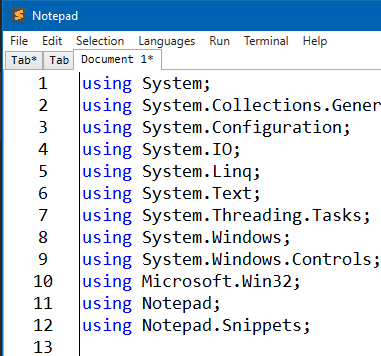 Notepad
File Edit Selection Languages Run Terminal Help
Tab* Tab Document 1*
1 using System;
2 using System.Collections.Gener
3 using System.Configuration;
4 using System.IO;
5 using System.Linq;
6 using System.Text;
7 using System.Threading.Tasks;
8 using System.Windows;
9 using System.Windows.Controls;
10 using Microsoft.Win32;
11 using Notepad;
12 using Notepad.Snippets;
13